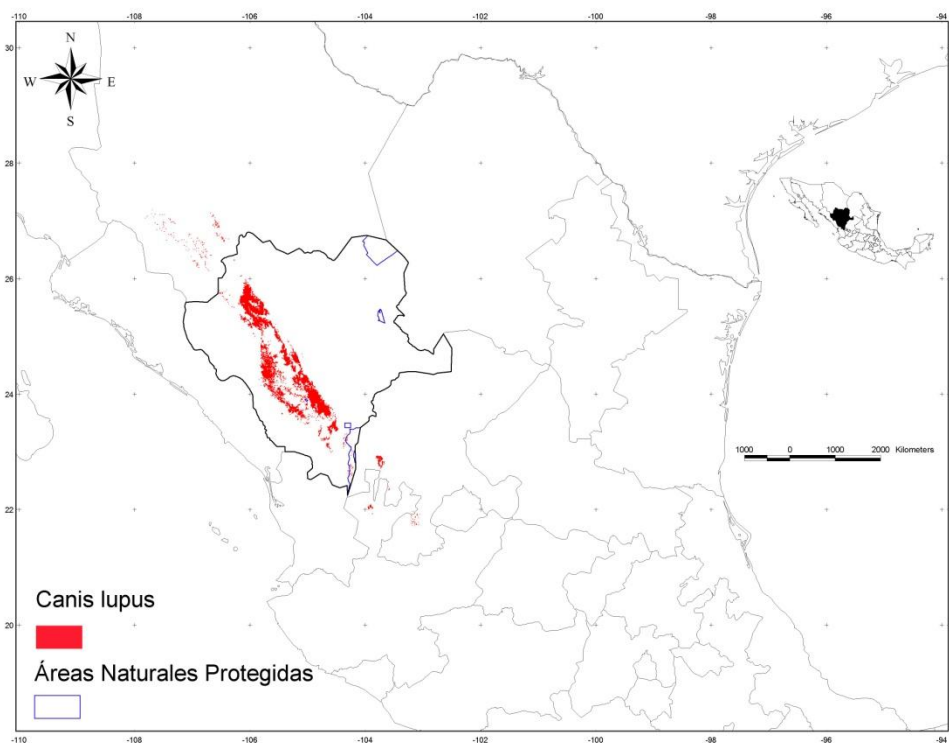 -110 -108 -106 -104 -102 -100 -98 -96 -94
30
N
W E
S
28
26
24
1000 0 1000 2000 Kilometers
22
Canis lupus
20
Áreas Naturales Protegidas
-110 -108 -106 -104 -102 -100 -98 -96 -94